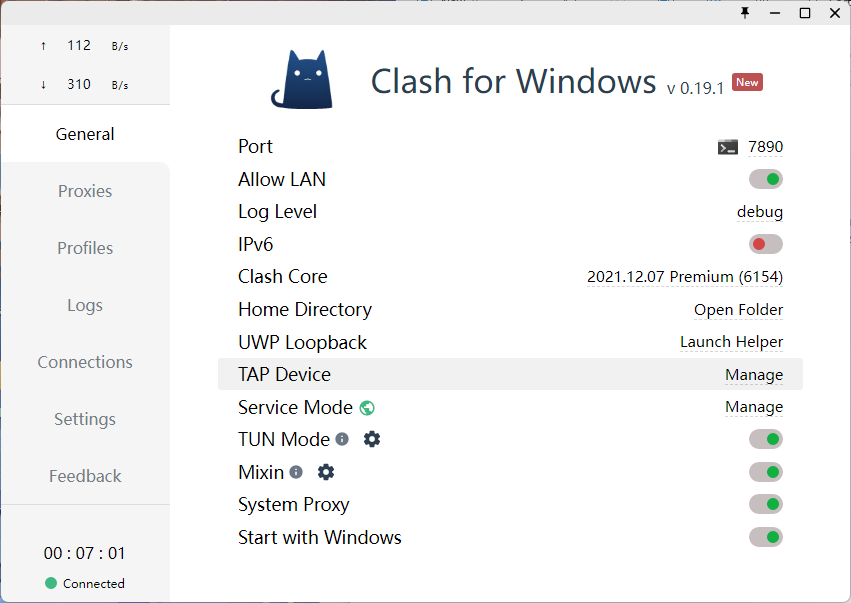 ↑ 112 B/s
↓ 310 B/s
General
Proxies
Profiles
Logs
Connections
Settings
Feedback
00 : 07 : 01
Connected
Clash for Windows v 0.19.1 New
Port 7890
Allow LAN
Log Level debug
IPv6
Clash Core 2021.12.07 Premium (6154)
Home Directory Open Folder
UWP Loopback Launch Helper
TAP Device Manage
Service Mode Manage
TUN Mode
Mixin
System Proxy
Start with Windows